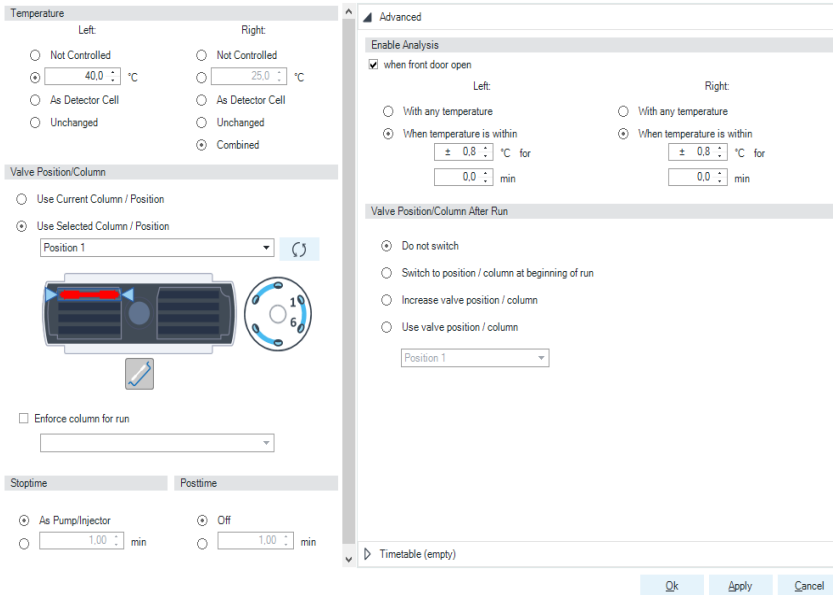 Temperature
Left:
Right:
Not Controlled
Not Controlled
40,0 °C
25,0 °C
As Detector Cell
As Detector Cell
Unchanged
Unchanged
Combined
Valve Position/Column
Use Current Column / Position
Use Selected Column / Position
Position 1
1
6
Enforce column for run
Stoptime
Posttime
As Pump/Injector
Off
1,00 min
1,00 min
Advanced
Enable Analysis
when front door open
Left:
Right:
With any temperature
With any temperature
When temperature is within
When temperature is within
± 0,8 °C for
± 0,8 °C for
0,0 min
0,0 min
Valve Position/Column After Run
Do not switch
Switch to position / column at beginning of run
Increase valve position / column
Use valve position / column
Position 1
Timetable (empty)
Ok
Apply
Cancel